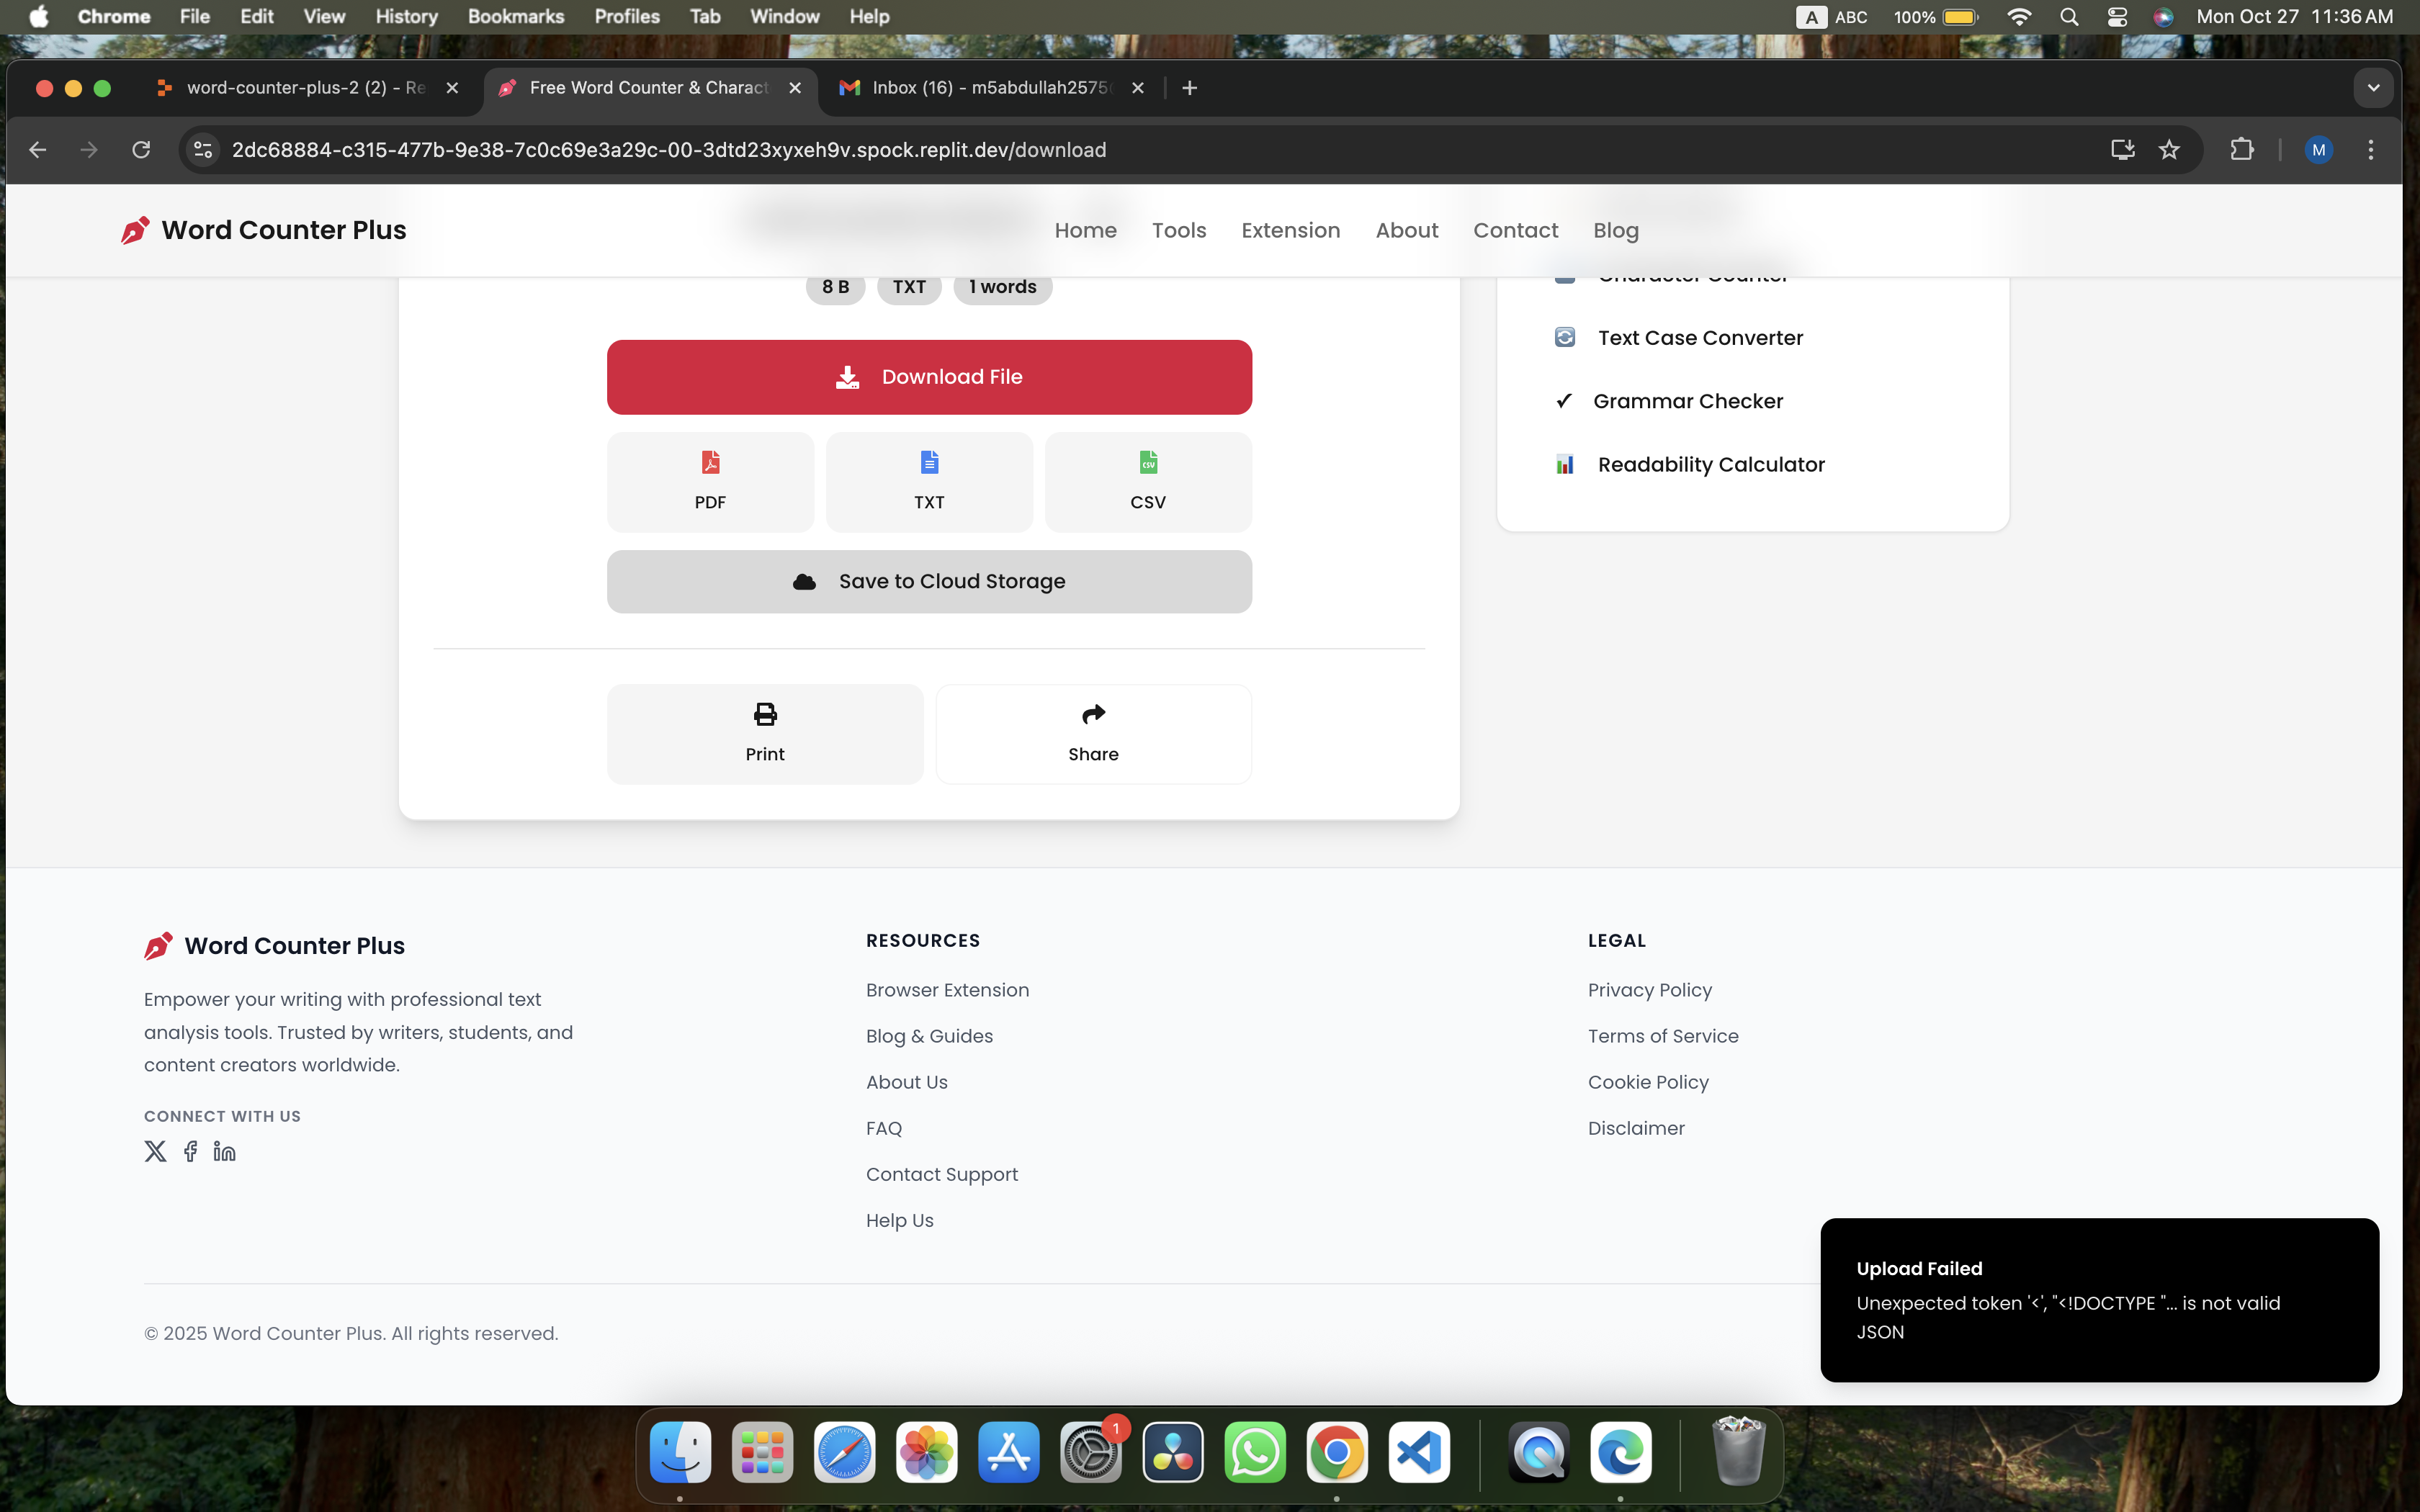 Chrome File Edit View History Bookmarks Profiles Tab Window Help A ABC 100% Mon Oct 27 11:36 AM
word-counter-plus-2 (2) - Re Free Word Counter & Charact Inbox (16) - m5abdullah2575
2dc68884-c315-477b-9e38-7c0c69e3a29c-00-3dtd23xyxeh9v.spock.replit.dev/download M
Word Counter Plus Home Tools Extension About Contact Blog
Character Counter
8 B TXT 1 words
Text Case Converter
Download File
Grammar Checker
Readability Calculator
CSV
PDF TXT CSV
Save to Cloud Storage
Print Share
Word Counter Plus
Empower your writing with professional text
analysis tools. Trusted by writers, students, and
content creators worldwide.
CONNECT WITH US
X f in
RESOURCES
Browser Extension
Blog & Guides
About Us
FAQ
Contact Support
Help Us
LEGAL
Privacy Policy
Terms of Service
Cookie Policy
Disclaimer
Upload Failed
Unexpected token '<', "<!DOCTYPE "... is not valid
JSON
© 2025 Word Counter Plus. All rights reserved.
1